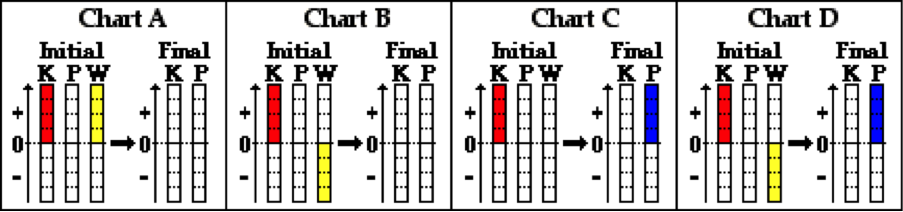 Chart A Chart B Chart C Chart D
Initial Final Initial Final Initial Final Initial Final
K P W K P K P W K P K P W K P K P W K P
+ + + + + + + +
0 0 0 0 0 0 0 0
- - - - - - - -